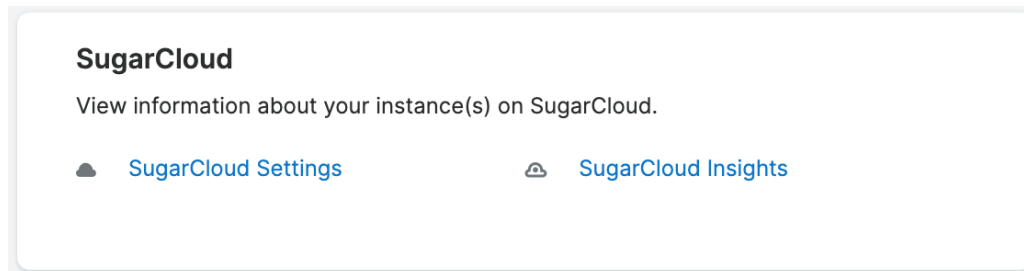 SugarCloud
View information about your instance(s) on SugarCloud.
SugarCloud Settings
SugarCloud Insights